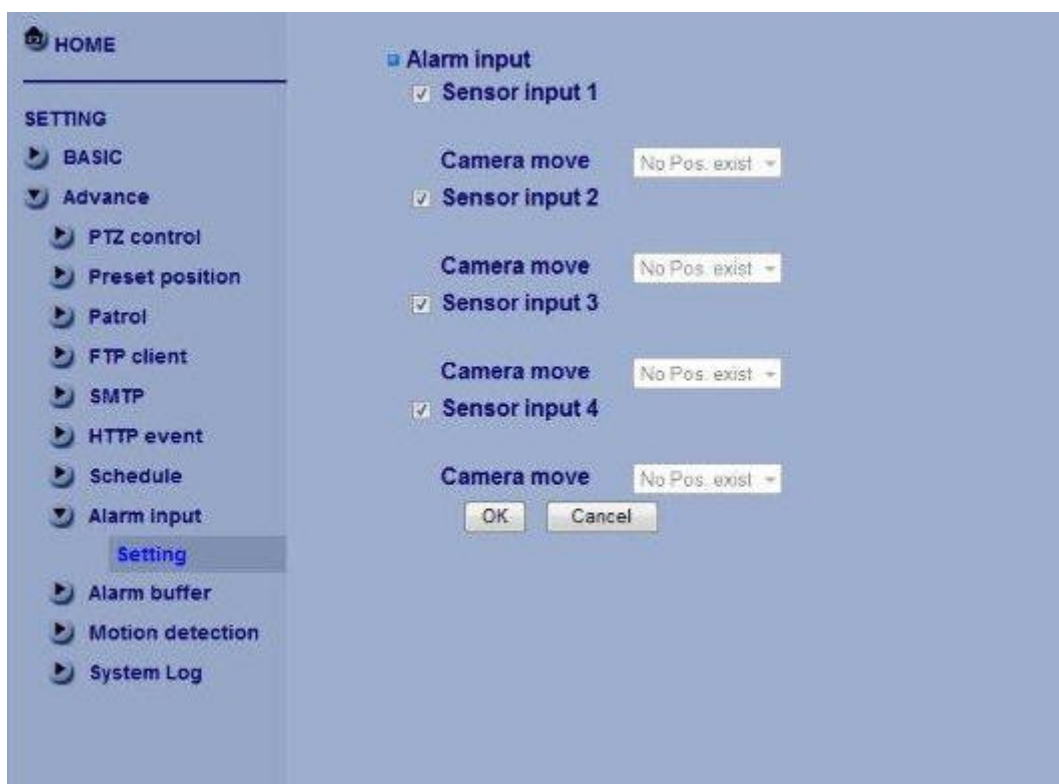 HOME
SETTING
BASIC
Advance
PTZ control
Preset position
Patrol
FTP client
SMTP
HTTP event
Schedule
Alarm input
Setting
Alarm buffer
Motion detection
System Log
Alarm input
Sensor input 1
Camera move No Pos. exist
Sensor input 2
Camera move No Pos. exist
Sensor input 3
Camera move No Pos. exist
Sensor input 4
Camera move No Pos. exist
OK Cancel